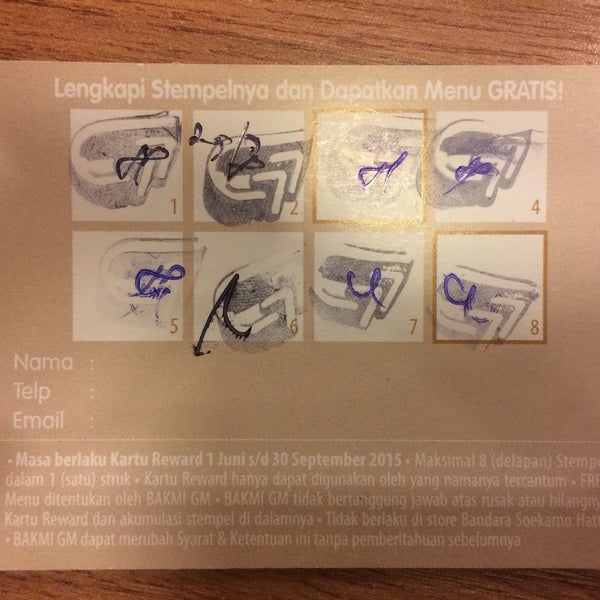 Lengkapi Stempelnya dan Dapatkan Menu GRATIS!
1 2 4
5 6 7 8
Nama :
Telp :
Email :
• Masa berlaku Kartu Reward 1 Juni s/d 30 September 2015 • Maksimal 8 (delapan) Stempe
dalam 1 (satu) struk • Kartu Reward hanya dapat digunakan oleh yang namanya tercantum • FRE
Menu ditentukan oleh BAKMI GM • BAKMI GM tidak bertanggung jawab atas rusak atau hilangny
Kartu Reward dan akumulasi stempel di dalamnya • Tidak berlaku di store Bandara Soekarno Hatt
• BAKMI GM dapat merubah Syarat & Ketentuan ini tanpa pemberitahuan sebelumnya